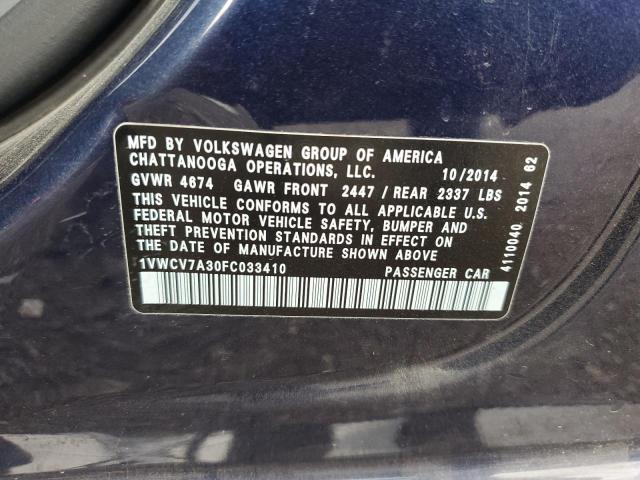 MFD BY VOLKSWAGEN GROUP OF AMERICA
CHATTANOOGA OPERATIONS, LLC. 10/2014
GVWR 4674 GAWR FRONT 2447 / REAR 2337 LBS
THIS VEHICLE CONFORMS TO ALL APPLICABLE U.S.
FEDERAL MOTOR VEHICLE SAFETY, BUMPER AND
THEFT PREVENTION STANDARDS IN EFFECT ON
THE DATE OF MANUFACTURE SHOWN ABOVE
1VWCV7A30FC033410 PASSENGER CAR
4110040 2014 62